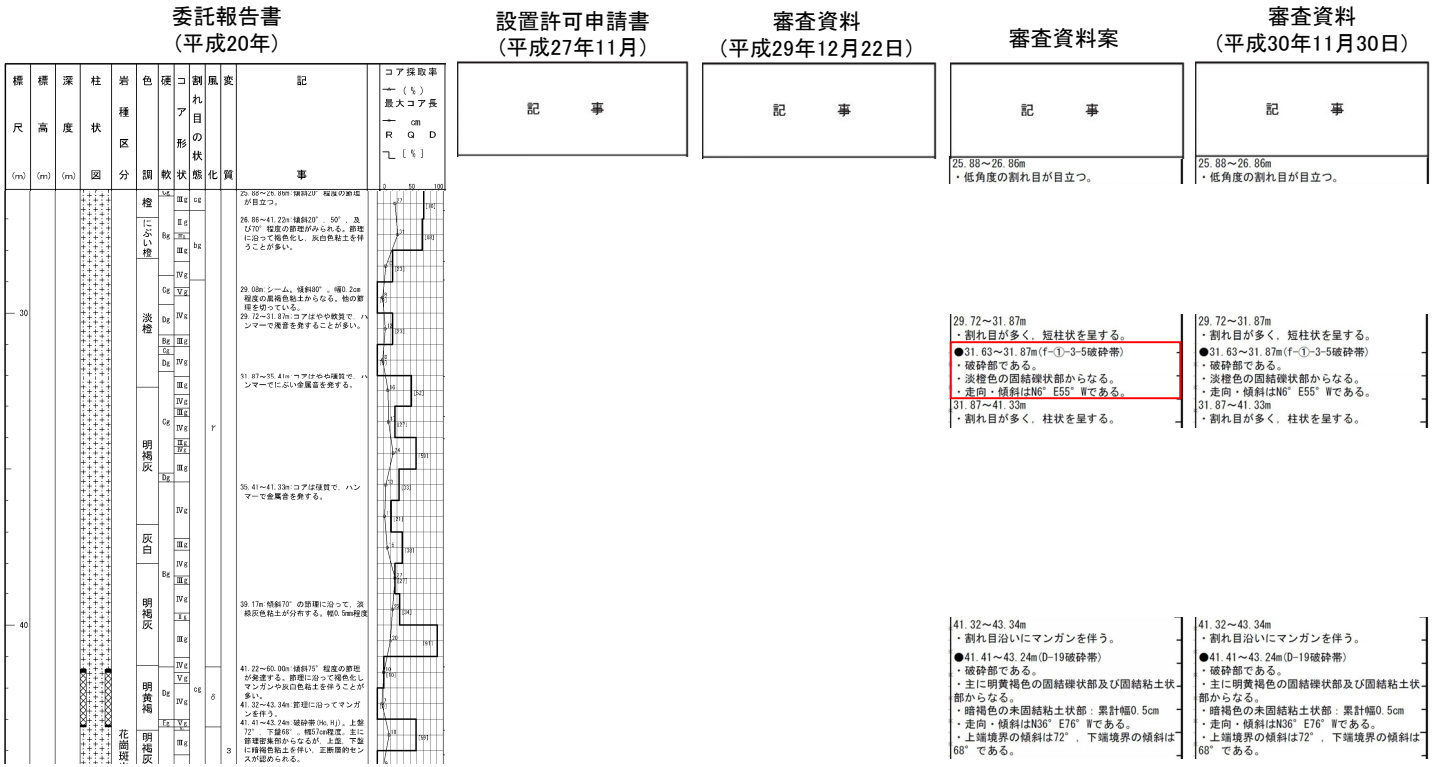 委託報告書
(平成20年)
設置許可申請書
(平成27年11月)
審査資料
(平成29年12月22日)
審査資料案
審査資料
(平成30年11月30日)
標尺(m)
標高(m)
深度(m)
柱状図
岩種区分
色調
硬軟
コア形状
割れ目の状態
風化
変質
記事
コア採取率
(%)
最大コア長
cm
RQD
[%]
0 50 100
記 事
記 事
記 事
記 事
30
40
橙
にぶい橙
淡橙
明褐灰
灰白
明褐灰
明黄褐
明褐灰
花崗斑
25.88~26.86m:傾斜20°程度の節理
が目立つ。
26.86~41.22m:傾斜20°、50°、及
び70°程度の節理がみられる。節理
に沿って褐色化し、灰白色粘土を伴
うことが多い。
29.08m:シーム。傾斜80°。幅0.2cm
程度の黒褐色粘土からなる。他の節
理を切っている。
29.72~31.87m:コアはやや軟質で、ハ
ンマーで濁音を発することが多い。
31.87~35.41m:コアはやや硬質で、ハ
ンマーでにぶい金属音を発する。
35.41~41.33m:コアは硬質で、ハン
マーで金属音を発する。
39.17m:傾斜70°の節理に沿って、淡
緑灰色粘土が分布する。幅0.5mm程度
41.22~60.00m:傾斜75°程度の節理
が発達する。節理に沿って褐色化し
マンガンや灰白色粘土を伴うことが
多い。
41.32~43.34m:節理に沿ってマンガ
ンを伴う。
41.41~43.24m:破砕帯(Hc,Hj)。上盤
72°、下盤68°。幅57cm程度。主に
節理密集部からなるが、上盤、下盤
に暗褐色粘土を伴い、正断層的セン
スが認められる。
25.88~26.86m
・低角度の割れ目が目立つ。
29.72~31.87m
・割れ目が多く、短柱状を呈する。
●31.63~31.87m(f-①-3-5破砕帯)
・破砕部である。
・淡橙色の固結礫状部からなる。
・走向・傾斜はN6°E55°Wである。
31.87~41.33m
・割れ目が多く、柱状を呈する。
41.32~43.34m
・割れ目沿いにマンガンを伴う。
●41.41~43.24m(D-19破砕帯)
・破砕部である。
・主に明黄褐色の固結礫状部及び固結粘土状
部からなる。
・暗褐色の未固結粘土状部:累計幅0.5cm
・走向・傾斜はN36°E76°Wである。
・上端境界の傾斜は72°、下端境界の傾斜は
68°である。
25.88~26.86m
・低角度の割れ目が目立つ。
29.72~31.87m
・割れ目が多く、短柱状を呈する。
●31.63~31.87m(f-①-3-5破砕帯)
・破砕部である。
・淡橙色の固結礫状部からなる。
・走向・傾斜はN6°E55°Wである。
31.87~41.33m
・割れ目が多く、柱状を呈する。
41.32~43.34m
・割れ目沿いにマンガンを伴う。
●41.41~43.24m(D-19破砕帯)
・破砕部である。
・主に明黄褐色の固結礫状部及び固結粘土状
部からなる。
・暗褐色の未固結粘土状部:累計幅0.5cm
・走向・傾斜はN36°E76°Wである。
・上端境界の傾斜は72°、下端境界の傾斜は
68°である。